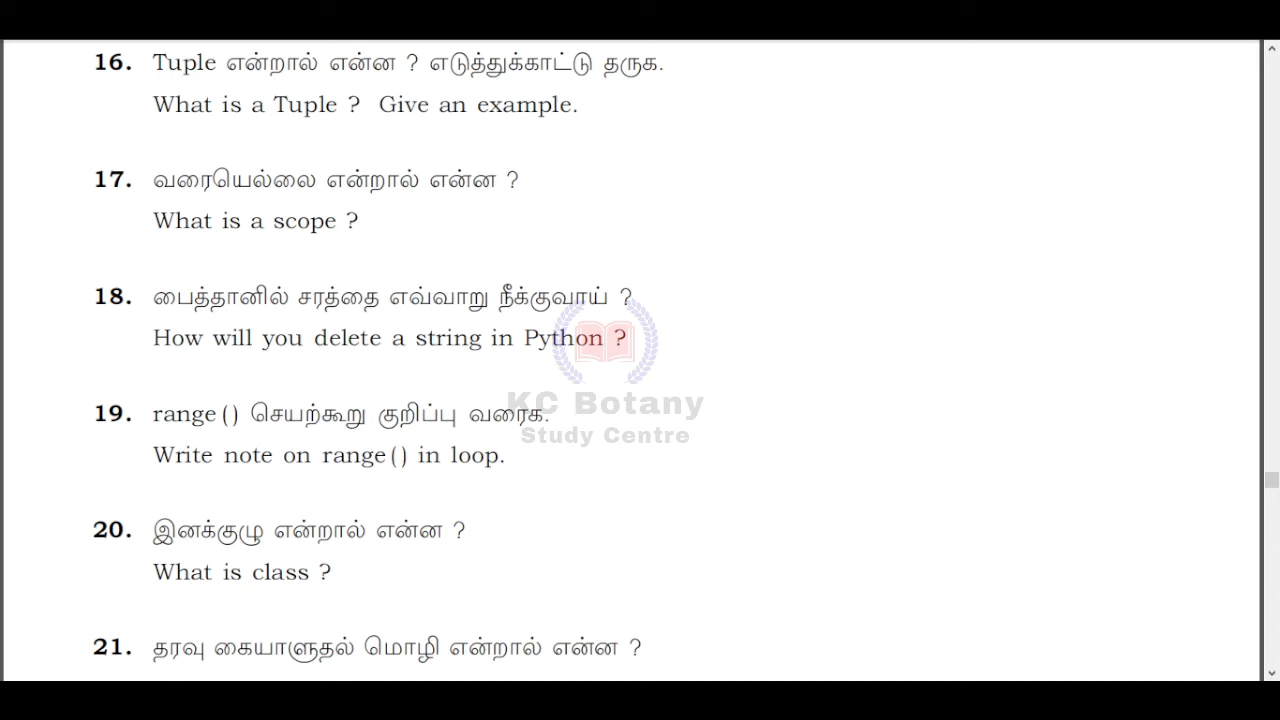 16. Tuple என்றால் என்ன ? எடுத்துக்காட்டு தருக.
What is a Tuple ? Give an example.
17. வரையெல்லை என்றால் என்ன ?
What is a scope ?
18. பைத்தானில் சரத்தை எவ்வாறு நீக்குவாய் ?
How will you delete a string in Python ?
19. range() செயற்கூறு குறிப்பு வரைக.
KC Botany
Study Centre
Write note on range() in loop.
20. இனக்குழு என்றால் என்ன ?
What is class ?
21. தரவு கையாளுதல் மொழி என்றால் என்ன ?